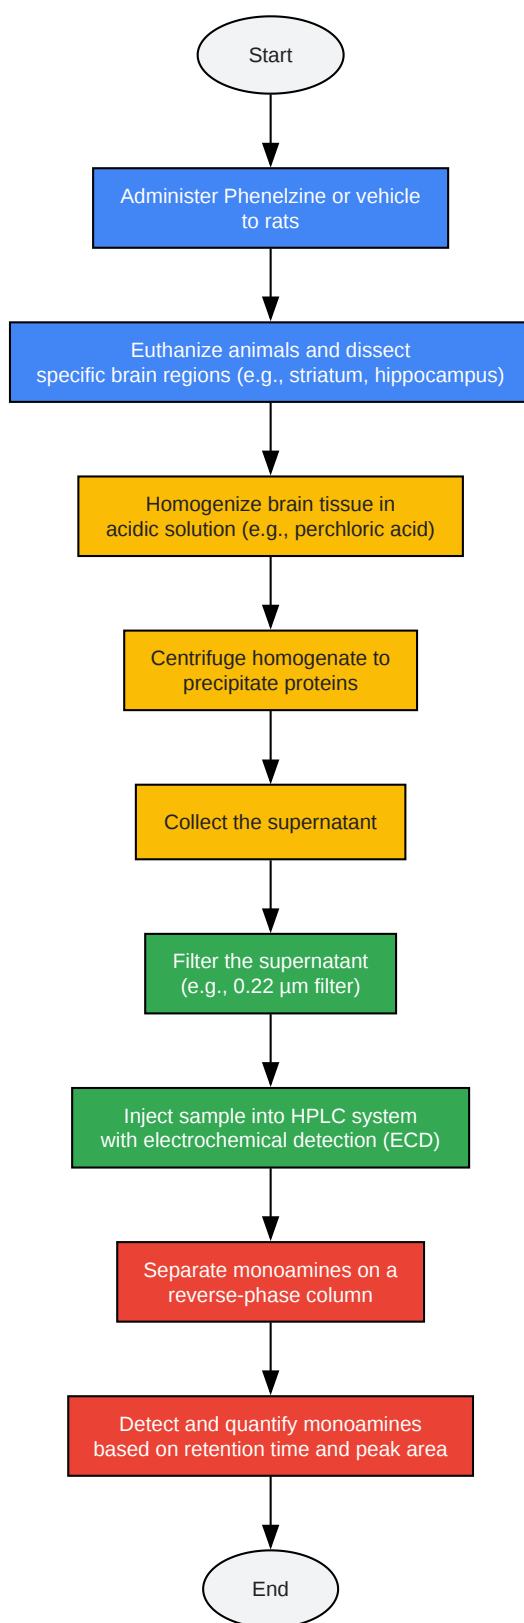 Start
Administer Phenelzine or vehicle
to rats
Euthanize animals and dissect
specific brain regions (e.g., striatum, hippocampus)
Homogenize brain tissue in
acidic solution (e.g., perchloric acid)
Centrifuge homogenate to
precipitate proteins
Collect the supernatant
Filter the supernatant
(e.g., 0.22 µm filter)
Inject sample into HPLC system
with electrochemical detection (ECD)
Separate monoamines on a
reverse-phase column
Detect and quantify monoamines
based on retention time and peak area
End